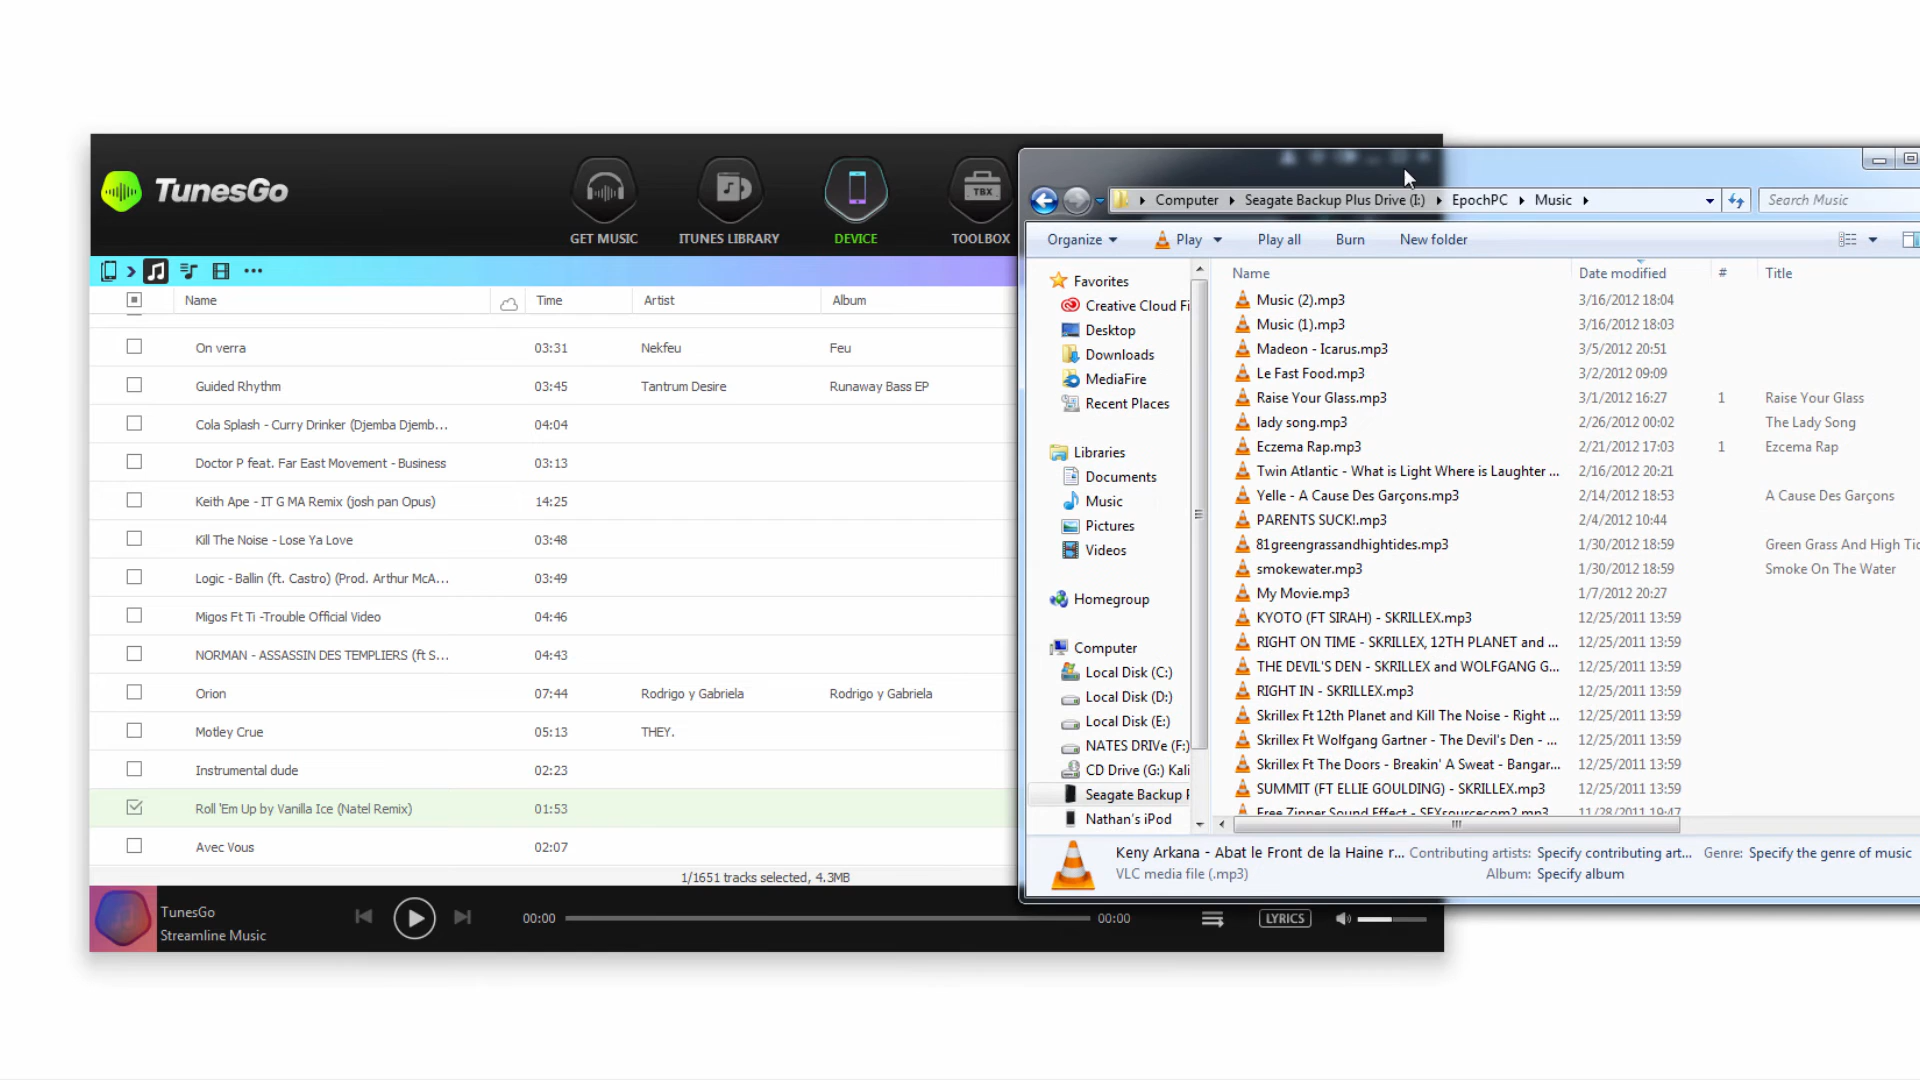 TunesGo
GET MUSIC
ITUNES LIBRARY
DEVICE
TBX
TOOLBOX
Name Time Artist Album
On verra 03:31 Nekfeu Feu
Guided Rhythm 03:45 Tantrum Desire Runaway Bass EP
Cola Splash - Curry Drinker (Djemba Djemb... 04:04
Doctor P feat. Far East Movement - Business 03:13
Keith Ape - IT G MA Remix (josh pan Opus) 14:25
Kill The Noise - Lose Ya Love 03:48
Logic - Ballin (ft. Castro) (Prod. Arthur McA... 03:49
Migos Ft Ti -Trouble Official Video 04:46
NORMAN - ASSASSIN DES TEMPLIERS (ft S... 04:43
Orion 07:44 Rodrigo y Gabriela Rodrigo y Gabriela
Motley Crue 05:13 THEY.
Instrumental dude 02:23
Roll 'Em Up by Vanilla Ice (Natel Remix) 01:53
Avec Vous 02:07
1/1651 tracks selected, 4.3MB
TunesGo
Streamline Music
00:00 00:00 LYRICS
Computer Seagate Backup Plus Drive (I:) EpochPC Music Search Music
Organize Play Play all Burn New folder
Favorites
Creative Cloud Fi
Desktop
Downloads
MediaFire
Recent Places
Libraries
Documents
Music
Pictures
Videos
Homegroup
Computer
Local Disk (C:)
Local Disk (D:)
Local Disk (E:)
NATES DRIVe (F:)
CD Drive (G:) Kali
Seagate Backup P
Nathan's iPod
Name Date modified # Title
Music (2).mp3 3/16/2012 18:04
Music (1).mp3 3/16/2012 18:03
Madeon - Icarus.mp3 3/5/2012 20:51
Le Fast Food.mp3 3/2/2012 09:09
Raise Your Glass.mp3 3/1/2012 16:27 1 Raise Your Glass
lady song.mp3 2/26/2012 00:02 The Lady Song
Eczema Rap.mp3 2/21/2012 17:03 1 Ezcema Rap
Twin Atlantic - What is Light Where is Laughter ... 2/16/2012 20:21
Yelle - A Cause Des Garçons.mp3 2/14/2012 18:53 A Cause Des Garçons
PARENTS SUCK!.mp3 2/4/2012 10:44
81greengrassandhightides.mp3 1/30/2012 18:59 Green Grass And High Tic
smokewater.mp3 1/30/2012 18:59 Smoke On The Water
My Movie.mp3 1/7/2012 20:27
KYOTO (FT SIRAH) - SKRILLEX.mp3 12/25/2011 13:59
RIGHT ON TIME - SKRILLEX, 12TH PLANET and ... 12/25/2011 13:59
THE DEVIL'S DEN - SKRILLEX and WOLFGANG G... 12/25/2011 13:59
RIGHT IN - SKRILLEX.mp3 12/25/2011 13:59
Skrillex Ft 12th Planet and Kill The Noise - Right ... 12/25/2011 13:59
Skrillex Ft Wolfgang Gartner - The Devil's Den - ... 12/25/2011 13:59
Skrillex Ft The Doors - Breakin' A Sweat - Bangar... 12/25/2011 13:59
SUMMIT (FT ELLIE GOULDING) - SKRILLEX.mp3 12/25/2011 13:59
Free Zipper Sound Effect - SFXsourcecom2.mp3 11/28/2011 19:47
Keny Arkana - Abat le Front de la Haine r... Contributing artists: Specify contributing art... Genre: Specify the genre of music
VLC media file (.mp3) Album: Specify album